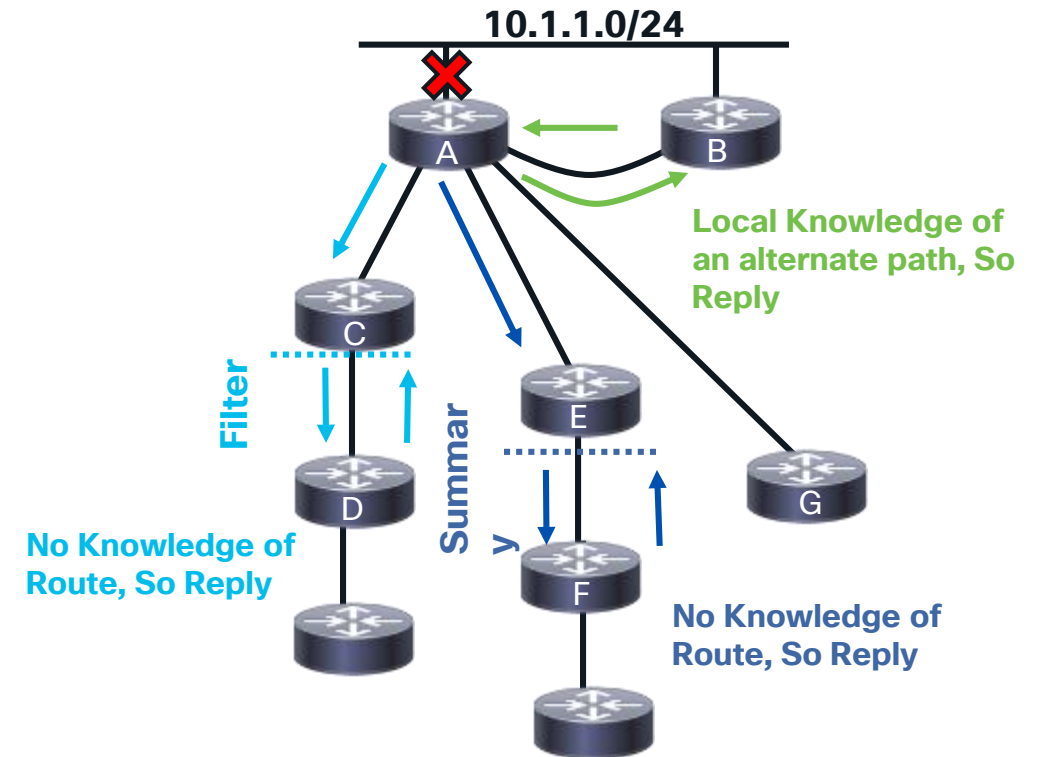 10.1.1.0/24
A
B
Local Knowledge of
an alternate path, So
Reply
C
Filter
Summar
y
E
D
G
No Knowledge of
Route, So Reply
F
No Knowledge of
Route, So Reply